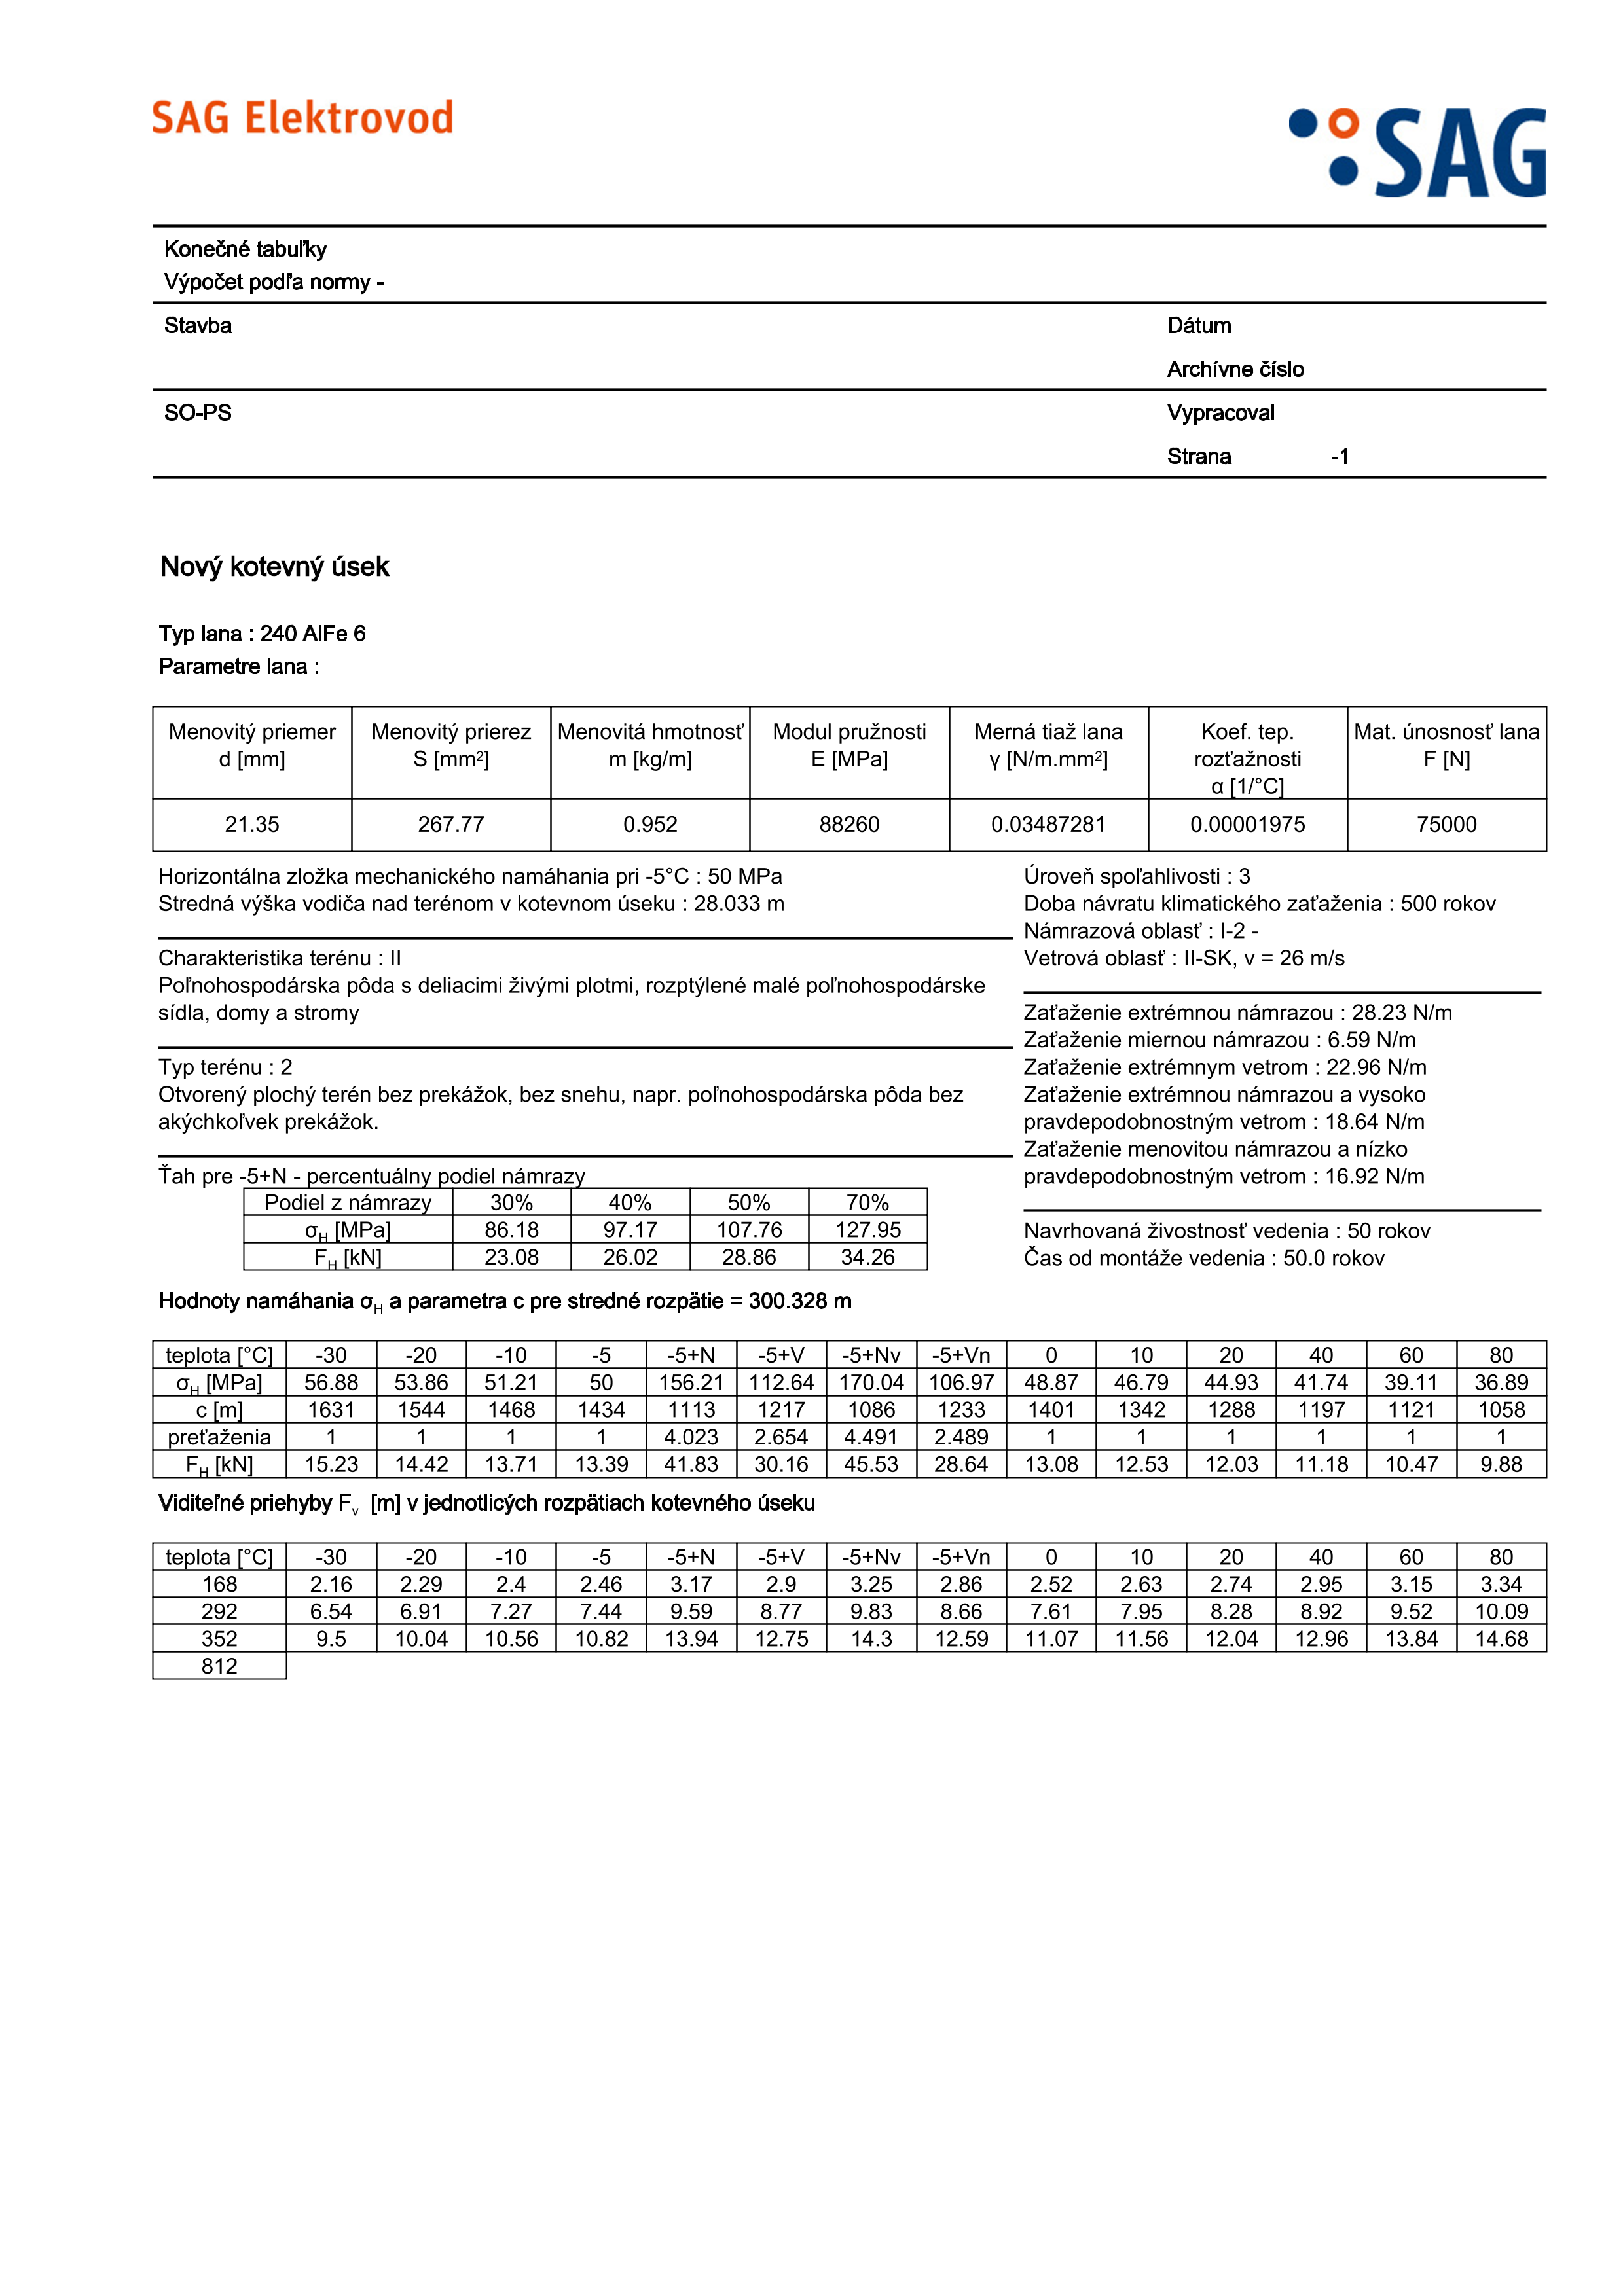 SAG Elektrovod
SAG
Konečné tabuľky
Výpočet podľa normy -
Stavba
Dátum
Archívne číslo
SO-PS
Vypracoval
Strana -1
Nový kotevný úsek
Typ lana : 240 AlFe 6
Parametre lana :
Menovitý priemer d [mm] Menovitý prierez S [mm²] Menovitá hmotnosť m [kg/m] Modul pružnosti E [MPa] Merná tiaž lana γ [N/m.mm²] Koef. tep. rozťažnosti α [1/°C] Mat. únosnosť lana F [N]
21.35 267.77 0.952 88260 0.03487281 0.00001975 75000
Horizontálna zložka mechanického namáhania pri -5°C : 50 MPa
Stredná výška vodiča nad terénom v kotevnom úseku : 28.033 m
Charakteristika terénu : II
Poľnohospodárska pôda s deliacimi živými plotmi, rozptýlené malé poľnohospodárske
sídla, domy a stromy
Typ terénu : 2
Otvorený plochý terén bez prekážok, bez snehu, napr. poľnohospodárska pôda bez
akýchkoľvek prekážok.
Ťah pre -5+N - percentuálny podiel námrazy
Podiel z námrazy 30% 40% 50% 70%
σH [MPa] 86.18 97.17 107.76 127.95
FH [kN] 23.08 26.02 28.86 34.26
Úroveň spoľahlivosti : 3
Doba návratu klimatického zaťaženia : 500 rokov
Námrazová oblasť : I-2 -
Vetrová oblasť : II-SK, v = 26 m/s
Zaťaženie extrémnou námrazou : 28.23 N/m
Zaťaženie miernou námrazou : 6.59 N/m
Zaťaženie extrémnym vetrom : 22.96 N/m
Zaťaženie extrémnou námrazou a vysoko
pravdepodobnostným vetrom : 18.64 N/m
Zaťaženie menovitou námrazou a nízko
pravdepodobnostným vetrom : 16.92 N/m
Navrhovaná živostnosť vedenia : 50 rokov
Čas od montáže vedenia : 50.0 rokov
Hodnoty namáhania σH a parametra c pre stredné rozpätie = 300.328 m
teplota [°C] -30 -20 -10 -5 -5+N -5+V -5+Nv -5+Vn 0 10 20 40 60 80
σH [MPa] 56.88 53.86 51.21 50 156.21 112.64 170.04 106.97 48.87 46.79 44.93 41.74 39.11 36.89
c [m] 1631 1544 1468 1434 1113 1217 1086 1233 1401 1342 1288 1197 1121 1058
preťaženia 1 1 1 1 4.023 2.654 4.491 2.489 1 1 1 1 1 1
FH [kN] 15.23 14.42 13.71 13.39 41.83 30.16 45.53 28.64 13.08 12.53 12.03 11.18 10.47 9.88
Viditeľné priehyby Fv [m] v jednotlicých rozpätiach kotevného úseku
teplota [°C] -30 -20 -10 -5 -5+N -5+V -5+Nv -5+Vn 0 10 20 40 60 80
168 2.16 2.29 2.4 2.46 3.17 2.9 3.25 2.86 2.52 2.63 2.74 2.95 3.15 3.34
292 6.54 6.91 7.27 7.44 9.59 8.77 9.83 8.66 7.61 7.95 8.28 8.92 9.52 10.09
352 9.5 10.04 10.56 10.82 13.94 12.75 14.3 12.59 11.07 11.56 12.04 12.96 13.84 14.68
812